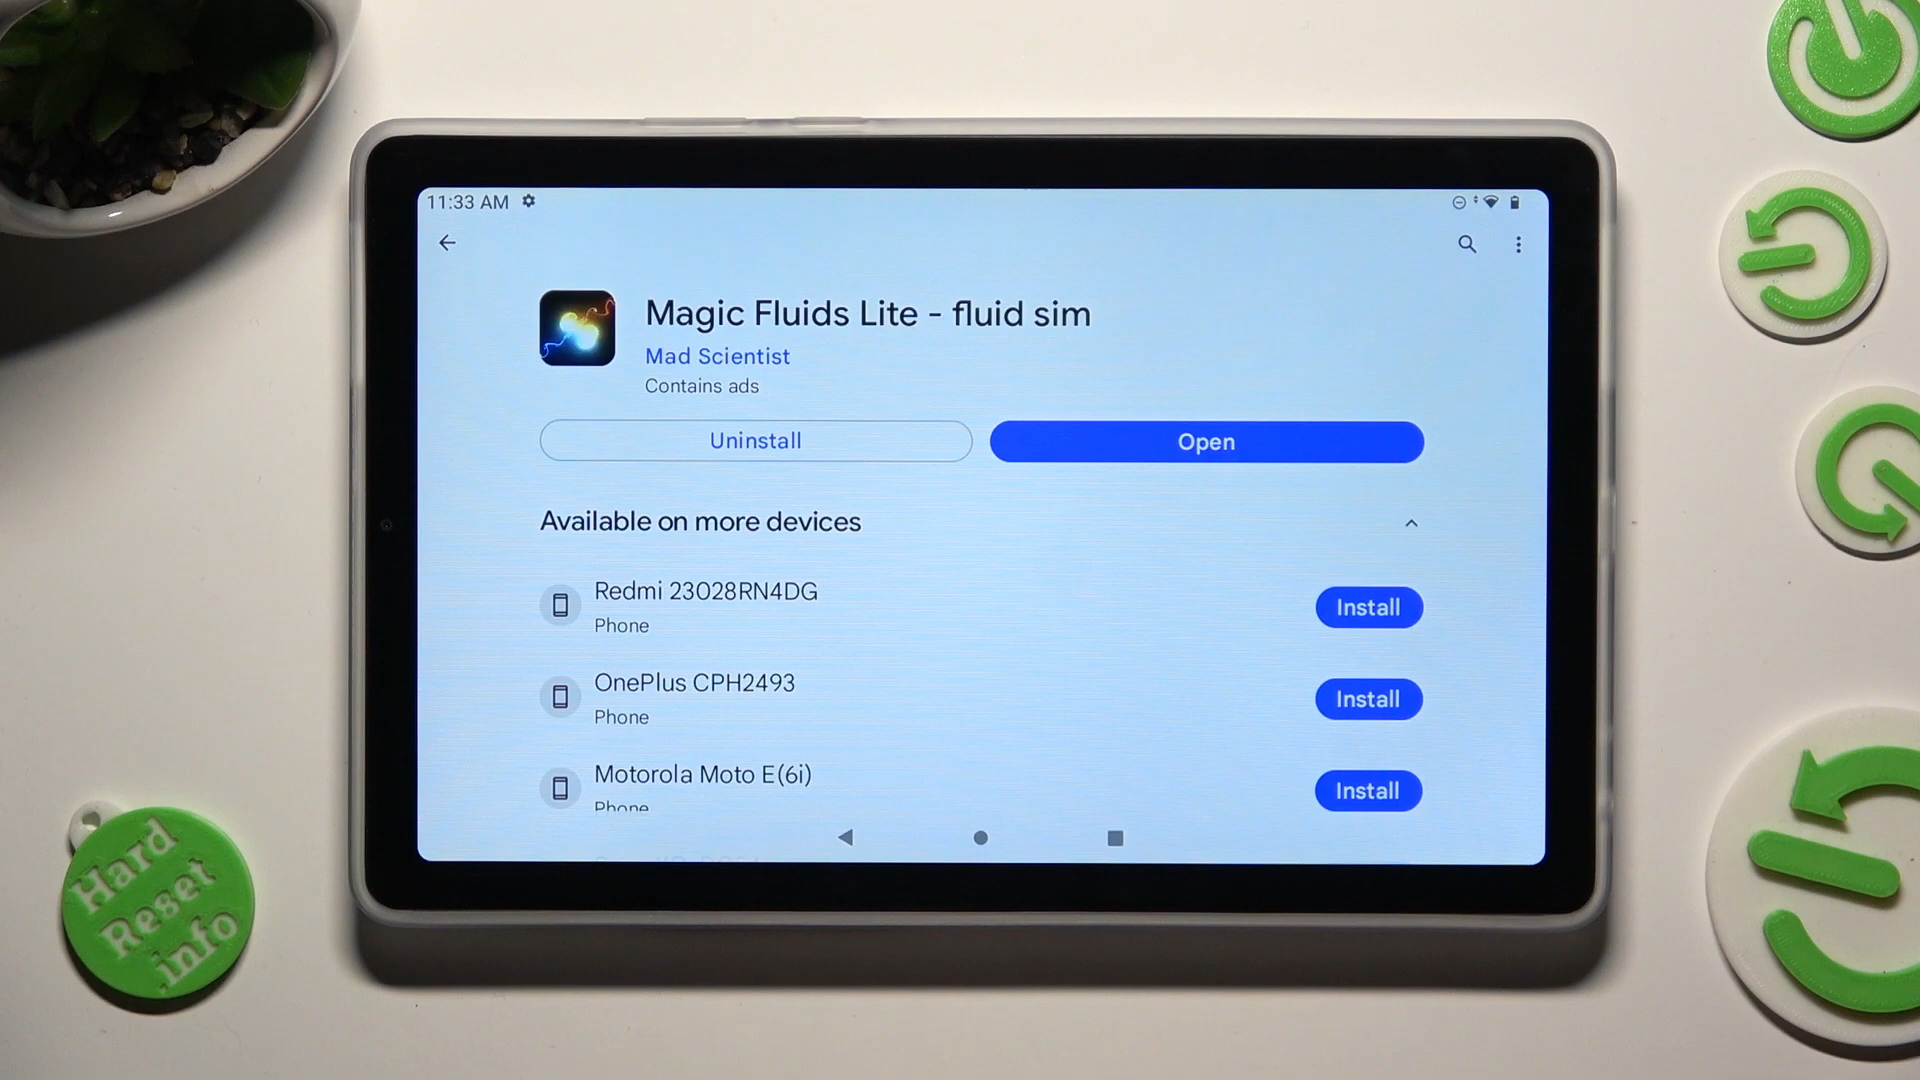 11:33 AM
Magic Fluids Lite - fluid sim
Mad Scientist
Contains ads
Uninstall
Open
Available on more devices
Redmi 23028RN4DG
Phone
Install
OnePlus CPH2493
Phone
Install
Motorola Moto E(6i)
Phone
Install
Hard
Reset
.info